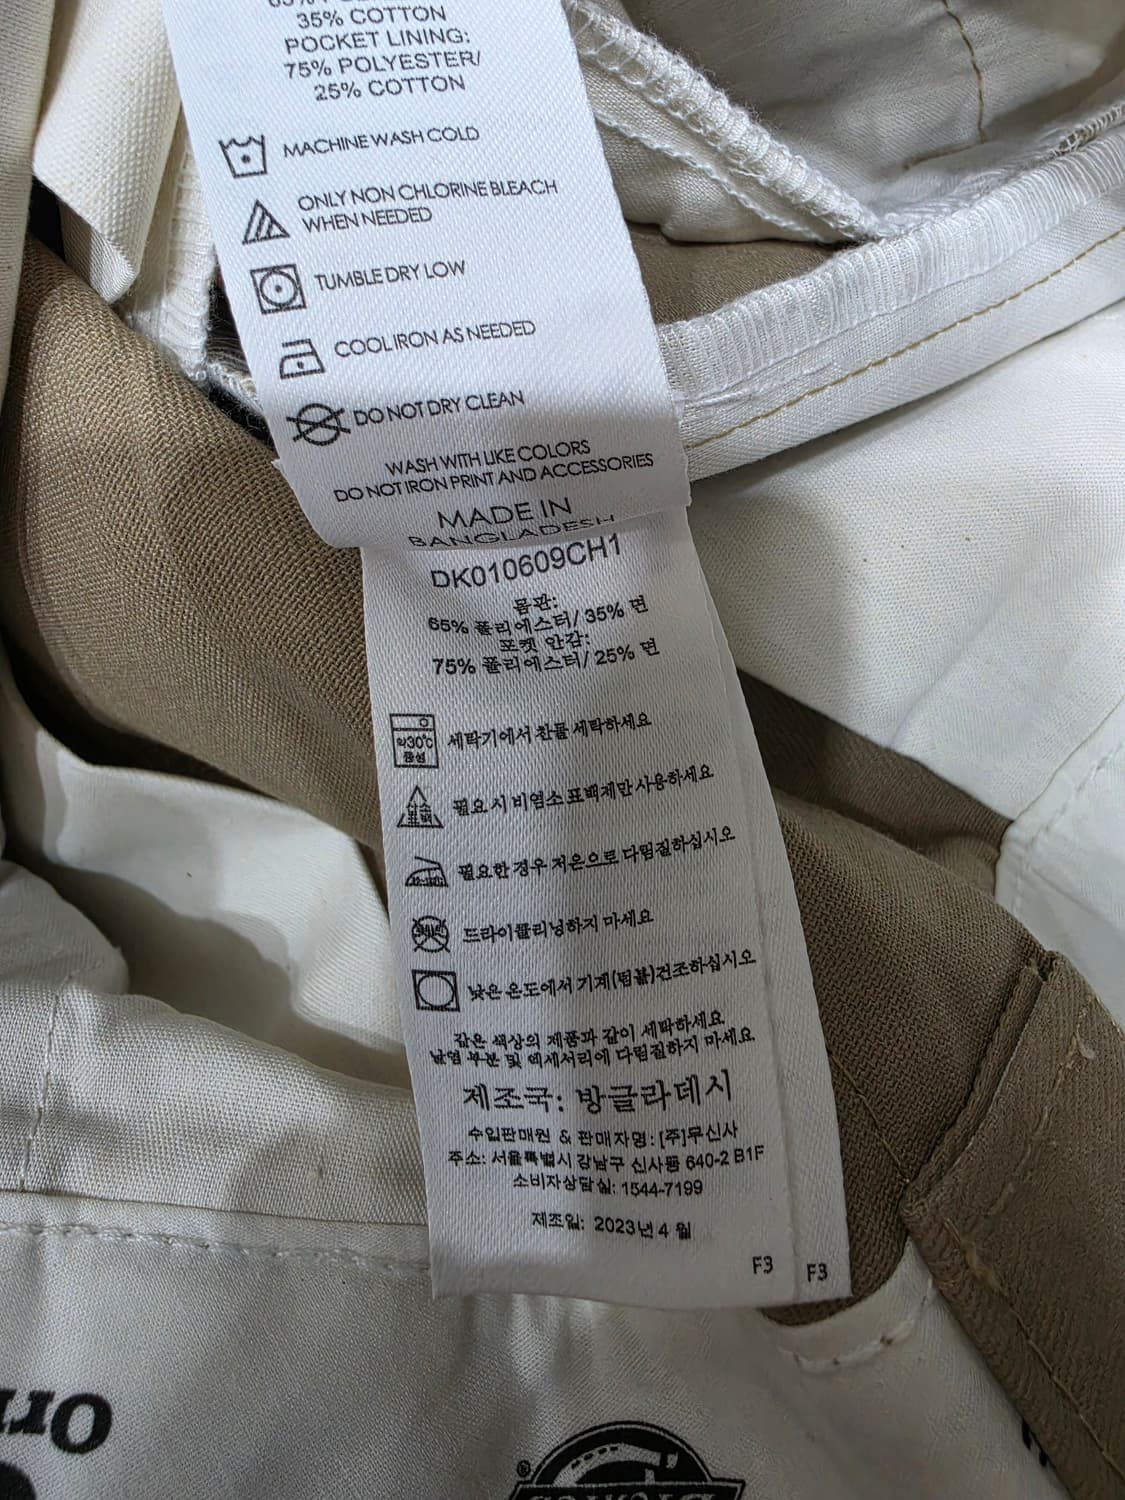 35% COTTON
POCKET LINING:
75% POLYESTER/
25% COTTON
MACHINE WASH COLD
ONLY NON CHLORINE BLEACH
WHEN NEEDED
TUMBLE DRY LOW
COOL IRON AS NEEDED
DO NOT DRY CLEAN
WASH WITH LIKE COLORS
DO NOT IRON PRINT AND ACCESSORIES
MADE IN
BANGLADESH
DK010609CH1
몸판:
65% 폴리에스터/ 35% 면
포켓 안감:
75% 폴리에스터/ 25% 면
약30℃
중성
세탁기에서 찬물 세탁하세요
필요 시 비염소 표백제만 사용하세요
필요한 경우 저온으로 다림질하십시오
드라이클리닝하지 마세요
낮은 온도에서 기계(텀블)건조하십시오
같은 색상의 제품과 같이 세탁하세요
날염 부분 및 액세서리에 다림질하지 마세요
제조국: 방글라데시
수입판매원 & 판매자명: [주]무신사
주소: 서울특별시 강남구 신사동 640-2 B1F
소비자상담실: 1544-7199
제조일: 2023년 4 월
F3
F3
Ori
®